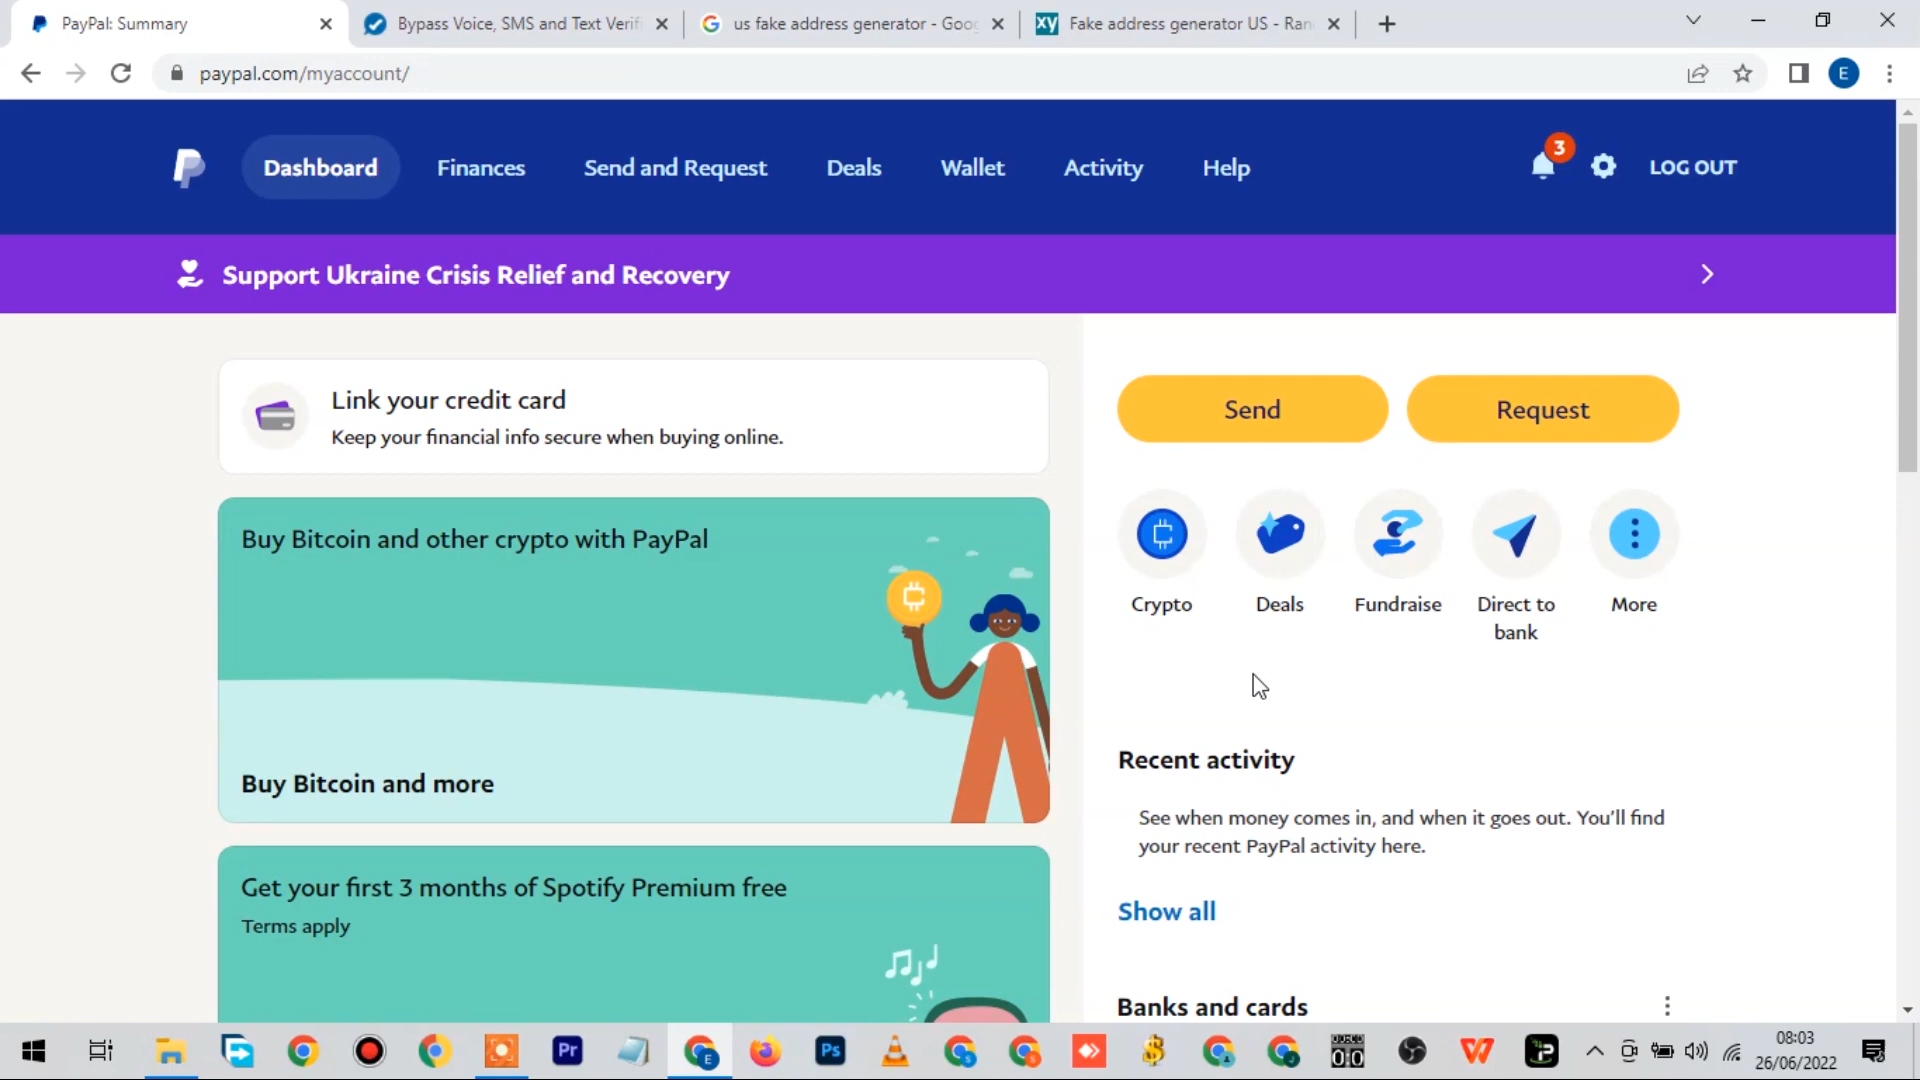 PayPal: Summary
Bypass Voice, SMS and Text Verif
us fake address generator - Goo
Fake address generator US - Ran
paypal.com/myaccount/
E
Dashboard
Finances
Send and Request
Deals
Wallet
Activity
Help
3
LOG OUT
Support Ukraine Crisis Relief and Recovery
Link your credit card
Keep your financial info secure when buying online.
Buy Bitcoin and other crypto with PayPal
Buy Bitcoin and more
Get your first 3 months of Spotify Premium free
Terms apply
Send
Request
Crypto
Deals
Fundraise
Direct to
bank
More
Recent activity
See when money comes in, and when it goes out. You'll find
your recent PayPal activity here.
Show all
Banks and cards
Pr
E
Ps
08:03
26/06/2022